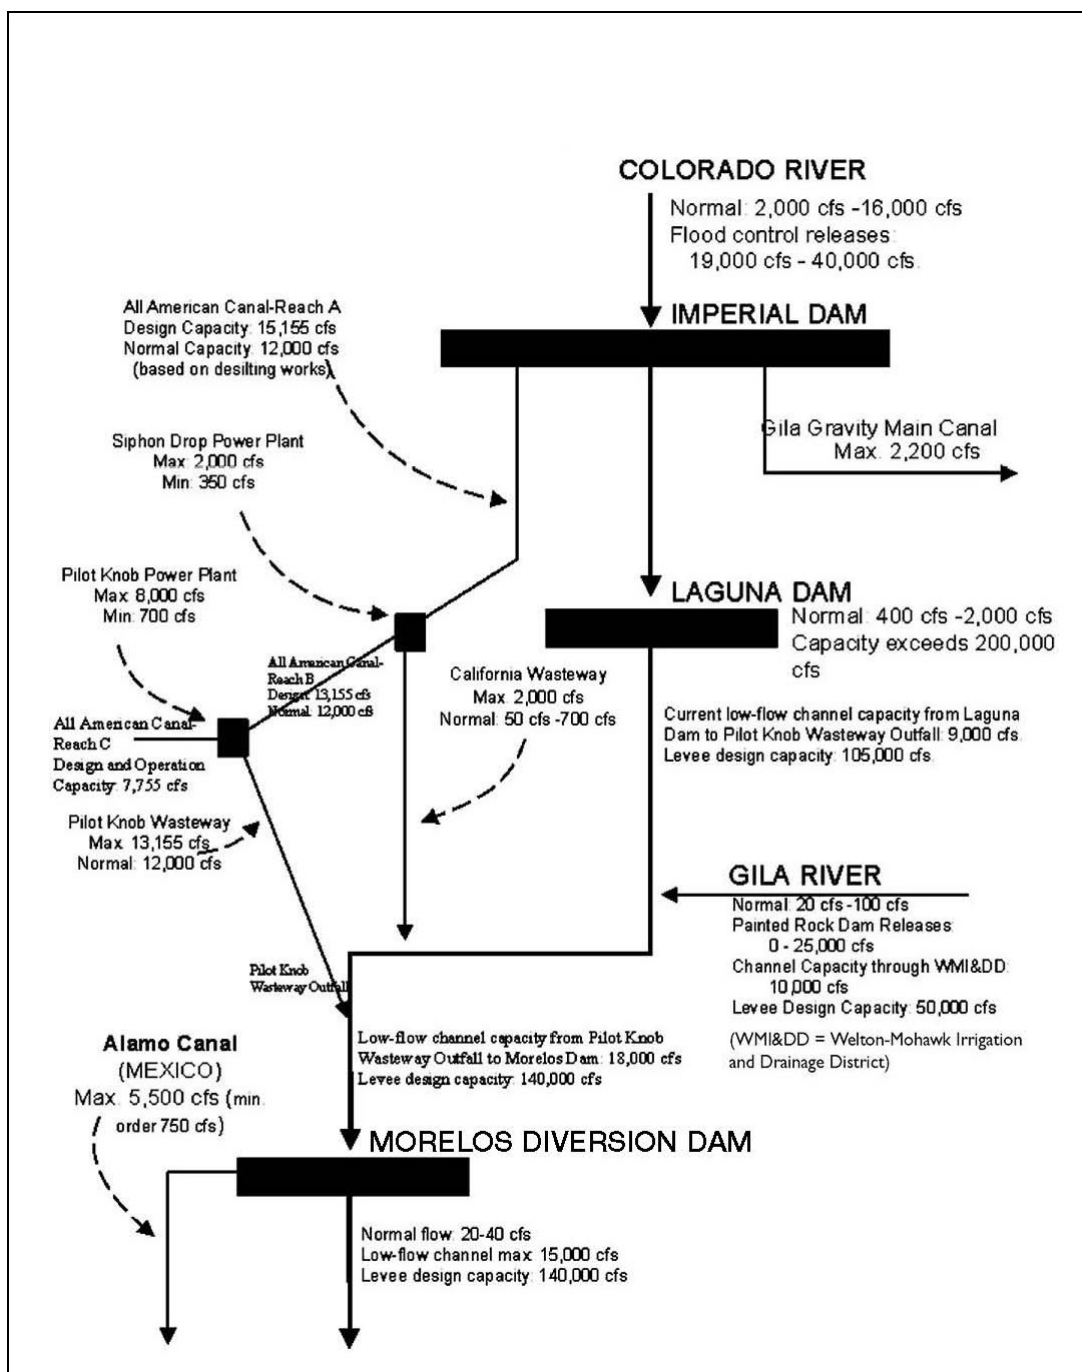 COLORADO RIVER
Normal: 2,000 cfs -16,000 cfs
Flood control releases:
19,000 cfs - 40,000 cfs.
IMPERIAL DAM
All American Canal-Reach A
Design Capacity: 15,155 cfs
Normal Capacity: 12,000 cfs
(based on desilting works)
Gila Gravity Main Canal
Max. 2,200 cfs
Siphon Drop Power Plant
Max: 2,000 cfs
Min: 350 cfs
Pilot Knob Power Plant
Max: 8,000 cfs
Min: 700 cfs
LAGUNA DAM
Normal: 400 cfs -2,000 cfs
Capacity exceeds 200,000
cfs
All American Canal-
Reach B
Design: 13,155 cfs
Normal: 12,000 cfs
California Wasteway
Max: 2,000 cfs
Normal: 50 cfs -700 cfs
All American Canal-
Reach C
Design and Operation
Capacity: 7,755 cfs
Current low-flow channel capacity from Laguna
Dam to Pilot Knob Wasteway Outfall: 9,000 cfs.
Levee design capacity: 105,000 cfs.
Pilot Knob Wasteway
Max: 13,155 cfs
Normal: 12,000 cfs
GILA RIVER
Normal: 20 cfs -100 cfs
Painted Rock Dam Releases:
0 - 25,000 cfs
Channel Capacity through WMI&DD:
10,000 cfs
Levee Design Capacity: 50,000 cfs
(WMI&DD = Welton-Mohawk Irrigation
and Drainage District)
Pilot Knob
Wasteway Outfall
Low-flow channel capacity from Pilot Knob
Wasteway Outfall to Morelos Dam: 18,000 cfs
Levee design capacity: 140,000 cfs
Alamo Canal
(MEXICO)
Max. 5,500 cfs (min.
order 750 cfs)
MORELOS DIVERSION DAM
Normal flow: 20-40 cfs
Low-flow channel max: 15,000 cfs
Levee design capacity: 140,000 cfs